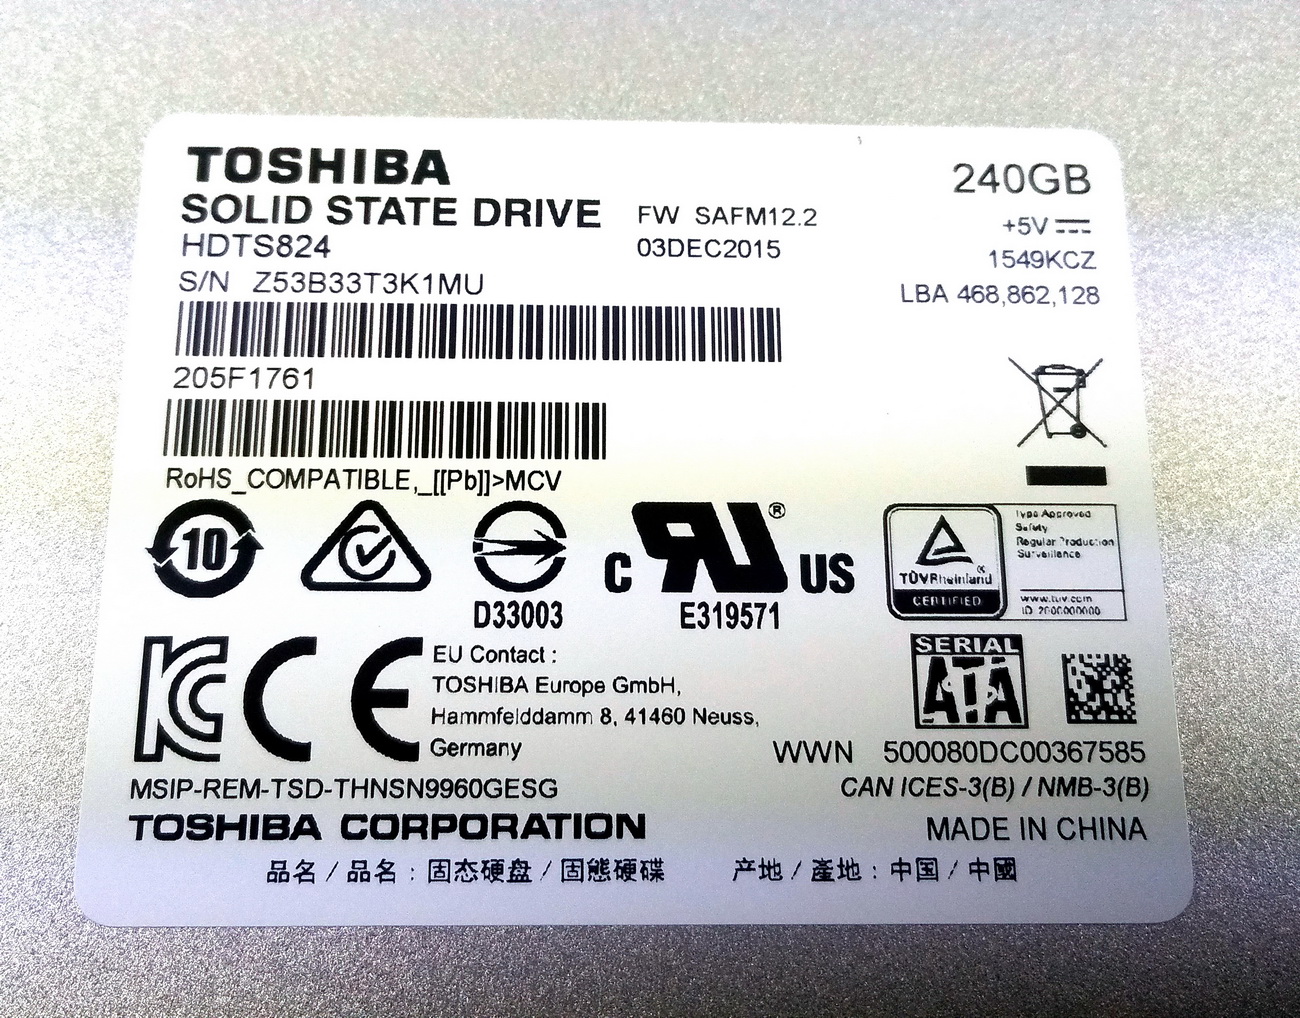 TOSHIBA
SOLID STATE DRIVE
HDTS824
S/N Z53B33T3K1MU
FW SAFM12.2
03DEC2015
240GB
+5V
1549KCZ
LBA 468,862,128
205F1761
RoHS_COMPATIBLE,_[[Pb]]>MCV
10
D33003
C RU ® US
E319571
TÜVRheinland ®
CERTIFIED
Type Approved
Safety
Regular Production
Surveillance
www.tuv.com
ID 2000000000
KC CE
EU Contact :
TOSHIBA Europe GmbH,
Hammfelddamm 8, 41460 Neuss,
Germany
SERIAL
ATA
WWN 500080DC00367585
MSIP-REM-TSD-THNSN9960GESG
CAN ICES-3(B) / NMB-3(B)
TOSHIBA CORPORATION
MADE IN CHINA
品名 / 品名 : 固态硬盘 / 固態硬碟 产地 / 產地 : 中国 / 中國